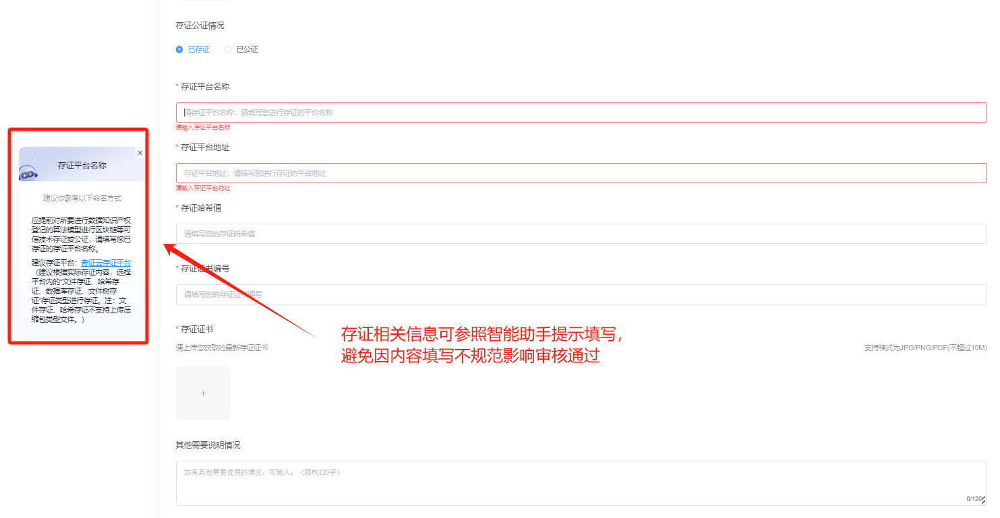 存证公证情况
已存证 已公证
* 存证平台名称
请存证平台名称：请填写您进行存证的平台名称
请输入存证平台名称
* 存证平台地址
存证平台地址：请填写您进行存证的平台地址
请输入存证平台地址
* 存证哈希值
请填写您的存证哈希值
* 存证证书编号
请填写您的存证证书编号
* 存证证书
请上传您获取的最新存证证书
支持格式为JPG/PNG/PDF(不超过10M)
+
其他需要说明情况
如有其他需要说明的情况，可输入。（限制120字）
0/120
存证平台名称
×
建议你参考以下命名方式
应提前对所要进行数据知识产权
登记的算法模型进行区块链等可
信技术存证或公证，请填写您已
存证的存证平台名称。
建议存证平台：奇证云存证平台
（建议根据实际存证内容，选择
平台内的“文件存证、哈希存
证、数据库存证、文件树存
证”存证类型进行存证。注：文
件存证、哈希存证不支持上传压
缩包类型文件。）
存证相关信息可参照智能助手提示填写，
避免因内容填写不规范影响审核通过